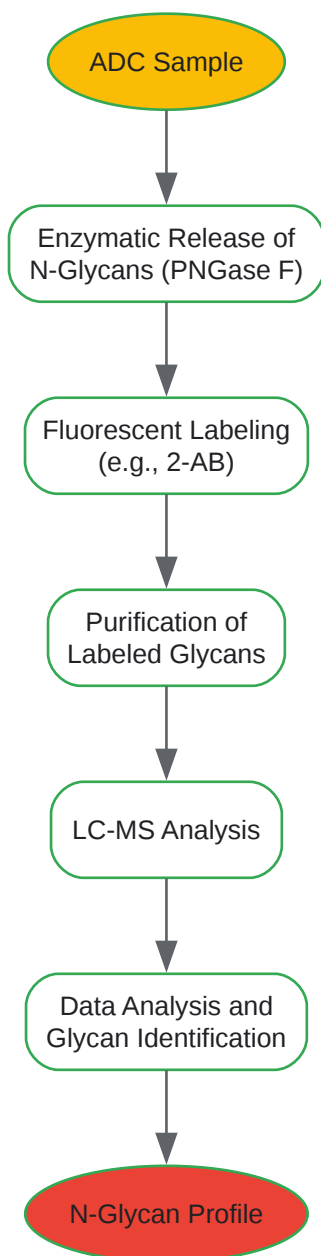 ADC Sample
Enzymatic Release of
N-Glycans (PNGase F)
Fluorescent Labeling
(e.g., 2-AB)
Purification of
Labeled Glycans
LC-MS Analysis
Data Analysis and
Glycan Identification
N-Glycan Profile